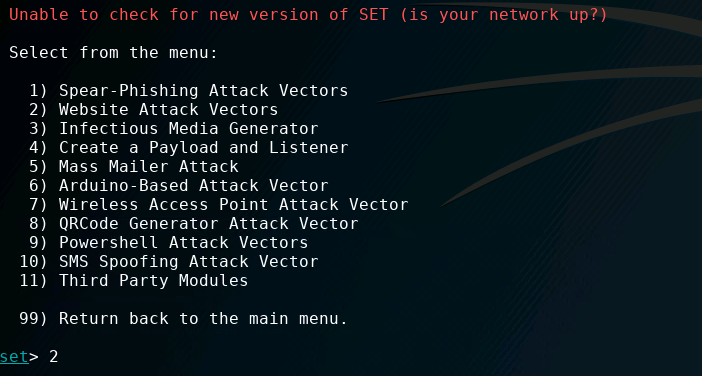 Unable to check for new version of SET (is your network up?)
Select from the menu:
1) Spear-Phishing Attack Vectors
2) Website Attack Vectors
3) Infectious Media Generator
4) Create a Payload and Listener
5) Mass Mailer Attack
6) Arduino-Based Attack Vector
7) Wireless Access Point Attack Vector
8) QRCode Generator Attack Vector
9) Powershell Attack Vectors
10) SMS Spoofing Attack Vector
11) Third Party Modules
99) Return back to the main menu.
set> 2